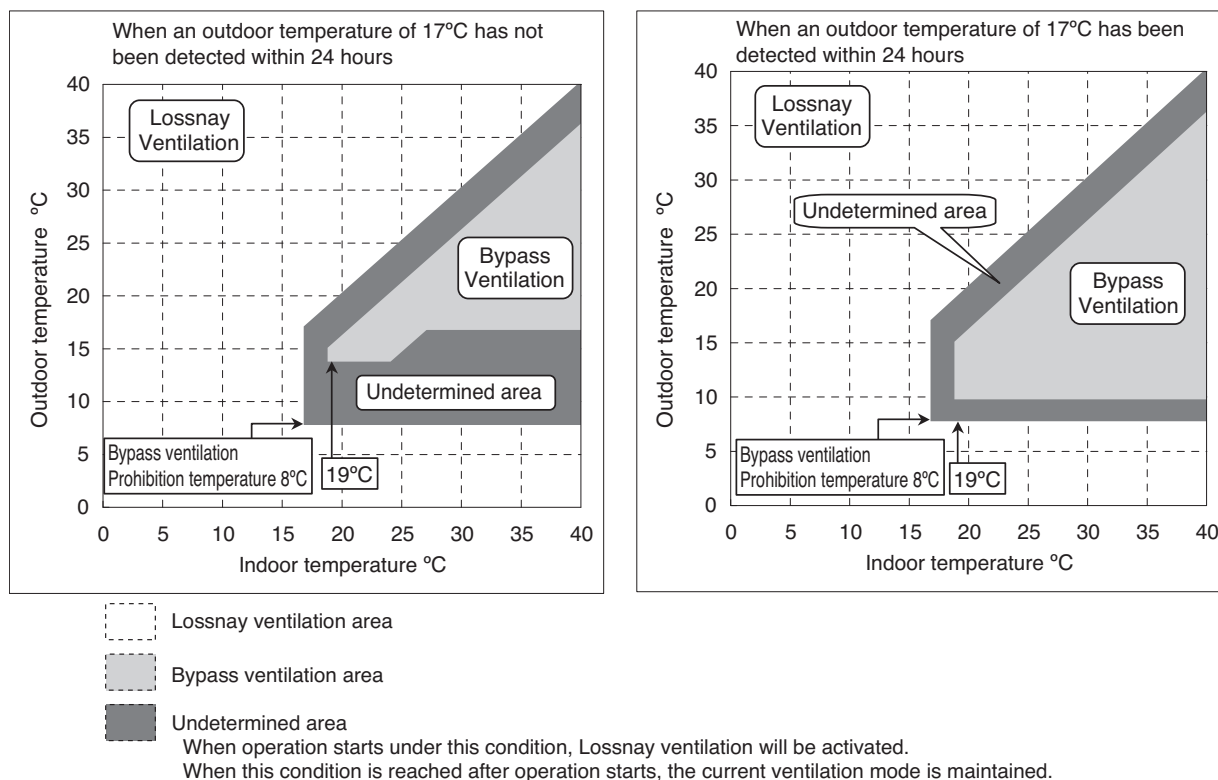 When an outdoor temperature of 17ºC has not
been detected within 24 hours
40
35
30
25
20
15
10
5
0
Outdoor temperature ºC
Lossnay
Ventilation
Bypass
Ventilation
Undetermined area
Bypass ventilation
Prohibition temperature 8ºC
19ºC
0 5 10 15 20 25 30 35 40
Indoor temperature ºC
When an outdoor temperature of 17ºC has been
detected within 24 hours
40
35
30
25
20
15
10
5
0
Outdoor temperature ºC
Lossnay
Ventilation
Undetermined area
Bypass
Ventilation
Bypass ventilation
Prohibition temperature 8ºC
19ºC
0 5 10 15 20 25 30 35 40
Indoor temperature ºC
Lossnay ventilation area
Bypass ventilation area
Undetermined area
When operation starts under this condition, Lossnay ventilation will be activated.
When this condition is reached after operation starts, the current ventilation mode is maintained.